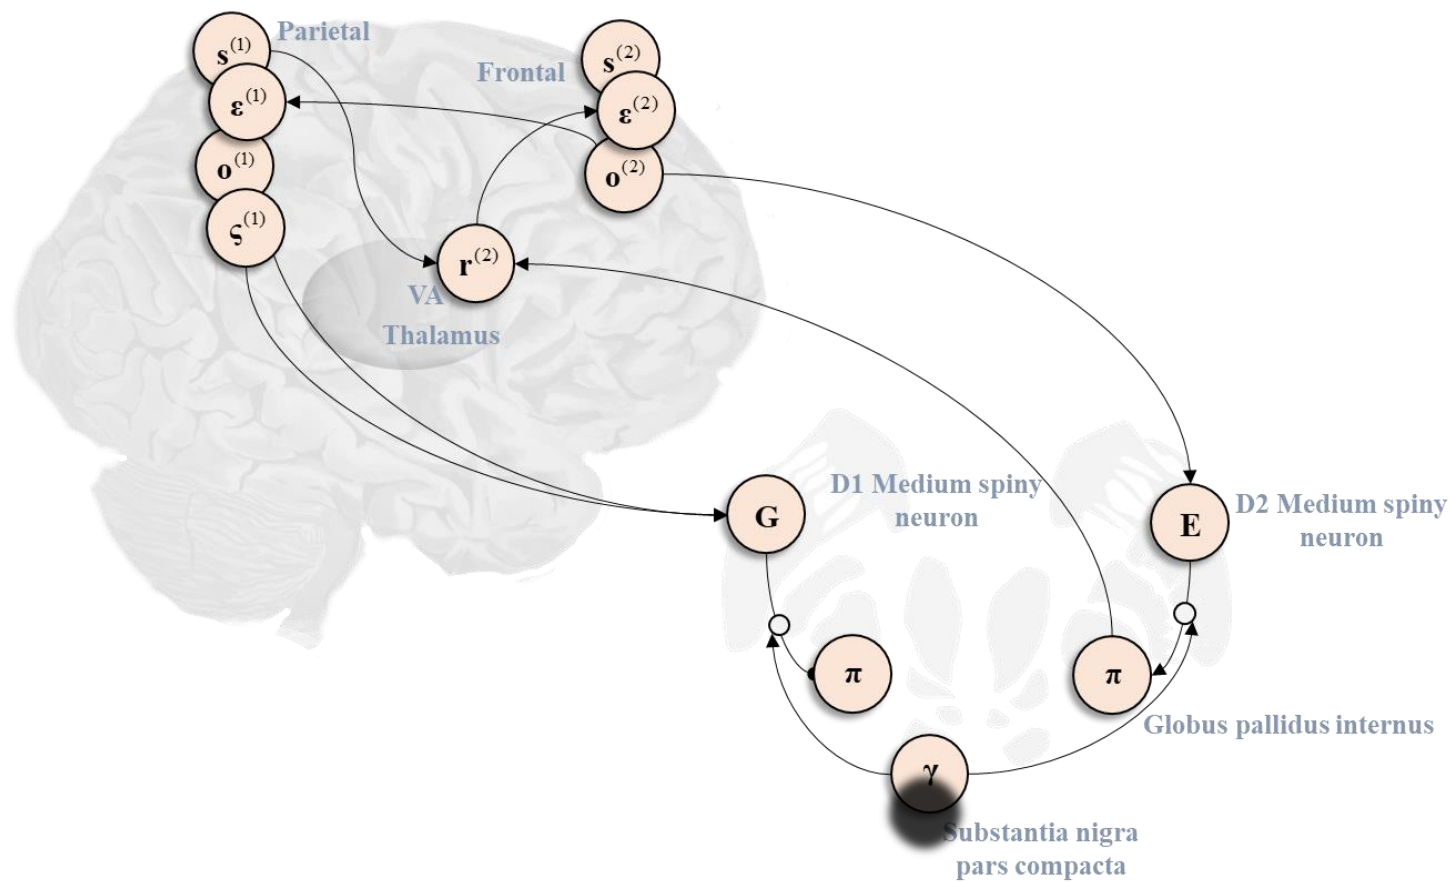 s(1)
Parietal
s(2)
Frontal
ε(1)
ε(2)
o(1)
o(2)
ς(1)
r(2)
VA
Thalamus
D1 Medium spiny
neuron
G
E
D2 Medium spiny
neuron
π
π
Globus pallidus internus
γ
Substantia nigra
pars compacta